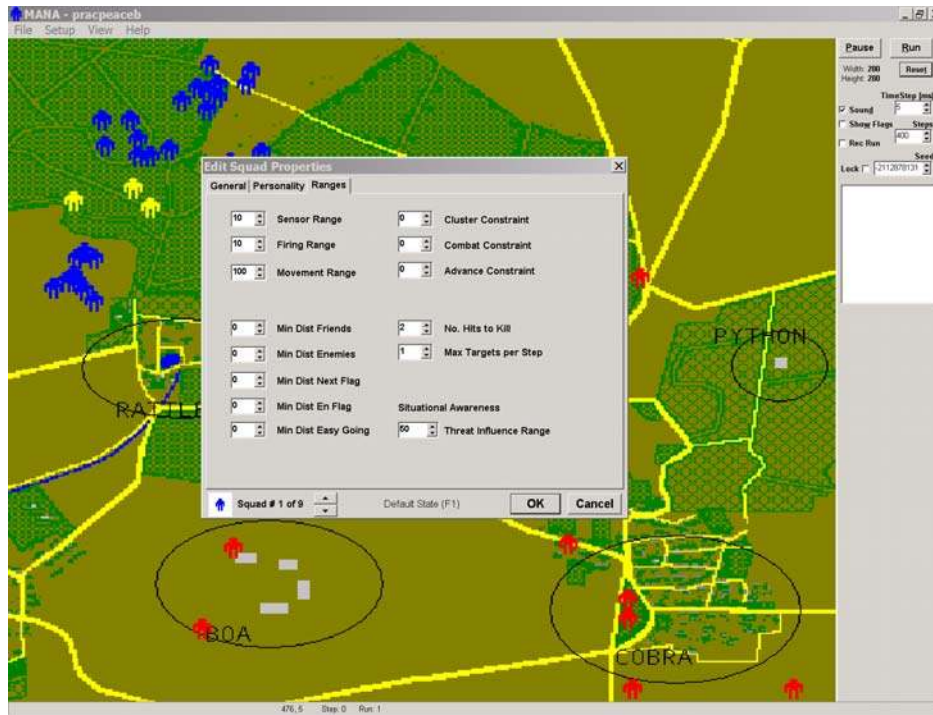 MANA - pracpeaceb
File Setup View Help
Pause Run
Width: 200
Height: 200
Reset
TimeStep [ms]
Sound 5
Show Flags Steps
400
Rec Run
Seed
Lock -2112878131
Edit Squad Properties
General Personality Ranges
10 Sensor Range 0 Cluster Constraint
10 Firing Range 0 Combat Constraint
100 Movement Range 0 Advance Constraint
0 Min Dist Friends 2 No. Hits to Kill
0 Min Dist Enemies 1 Max Targets per Step
0 Min Dist Next Flag
0 Min Dist En Flag Situational Awareness
0 Min Dist Easy Going 50 Threat Influence Range
Squad # 1 of 9 Default State (F1) OK Cancel
PYTHON
RATTLE
BOA
COBRA
476, 5 Step: 0 Run: 1